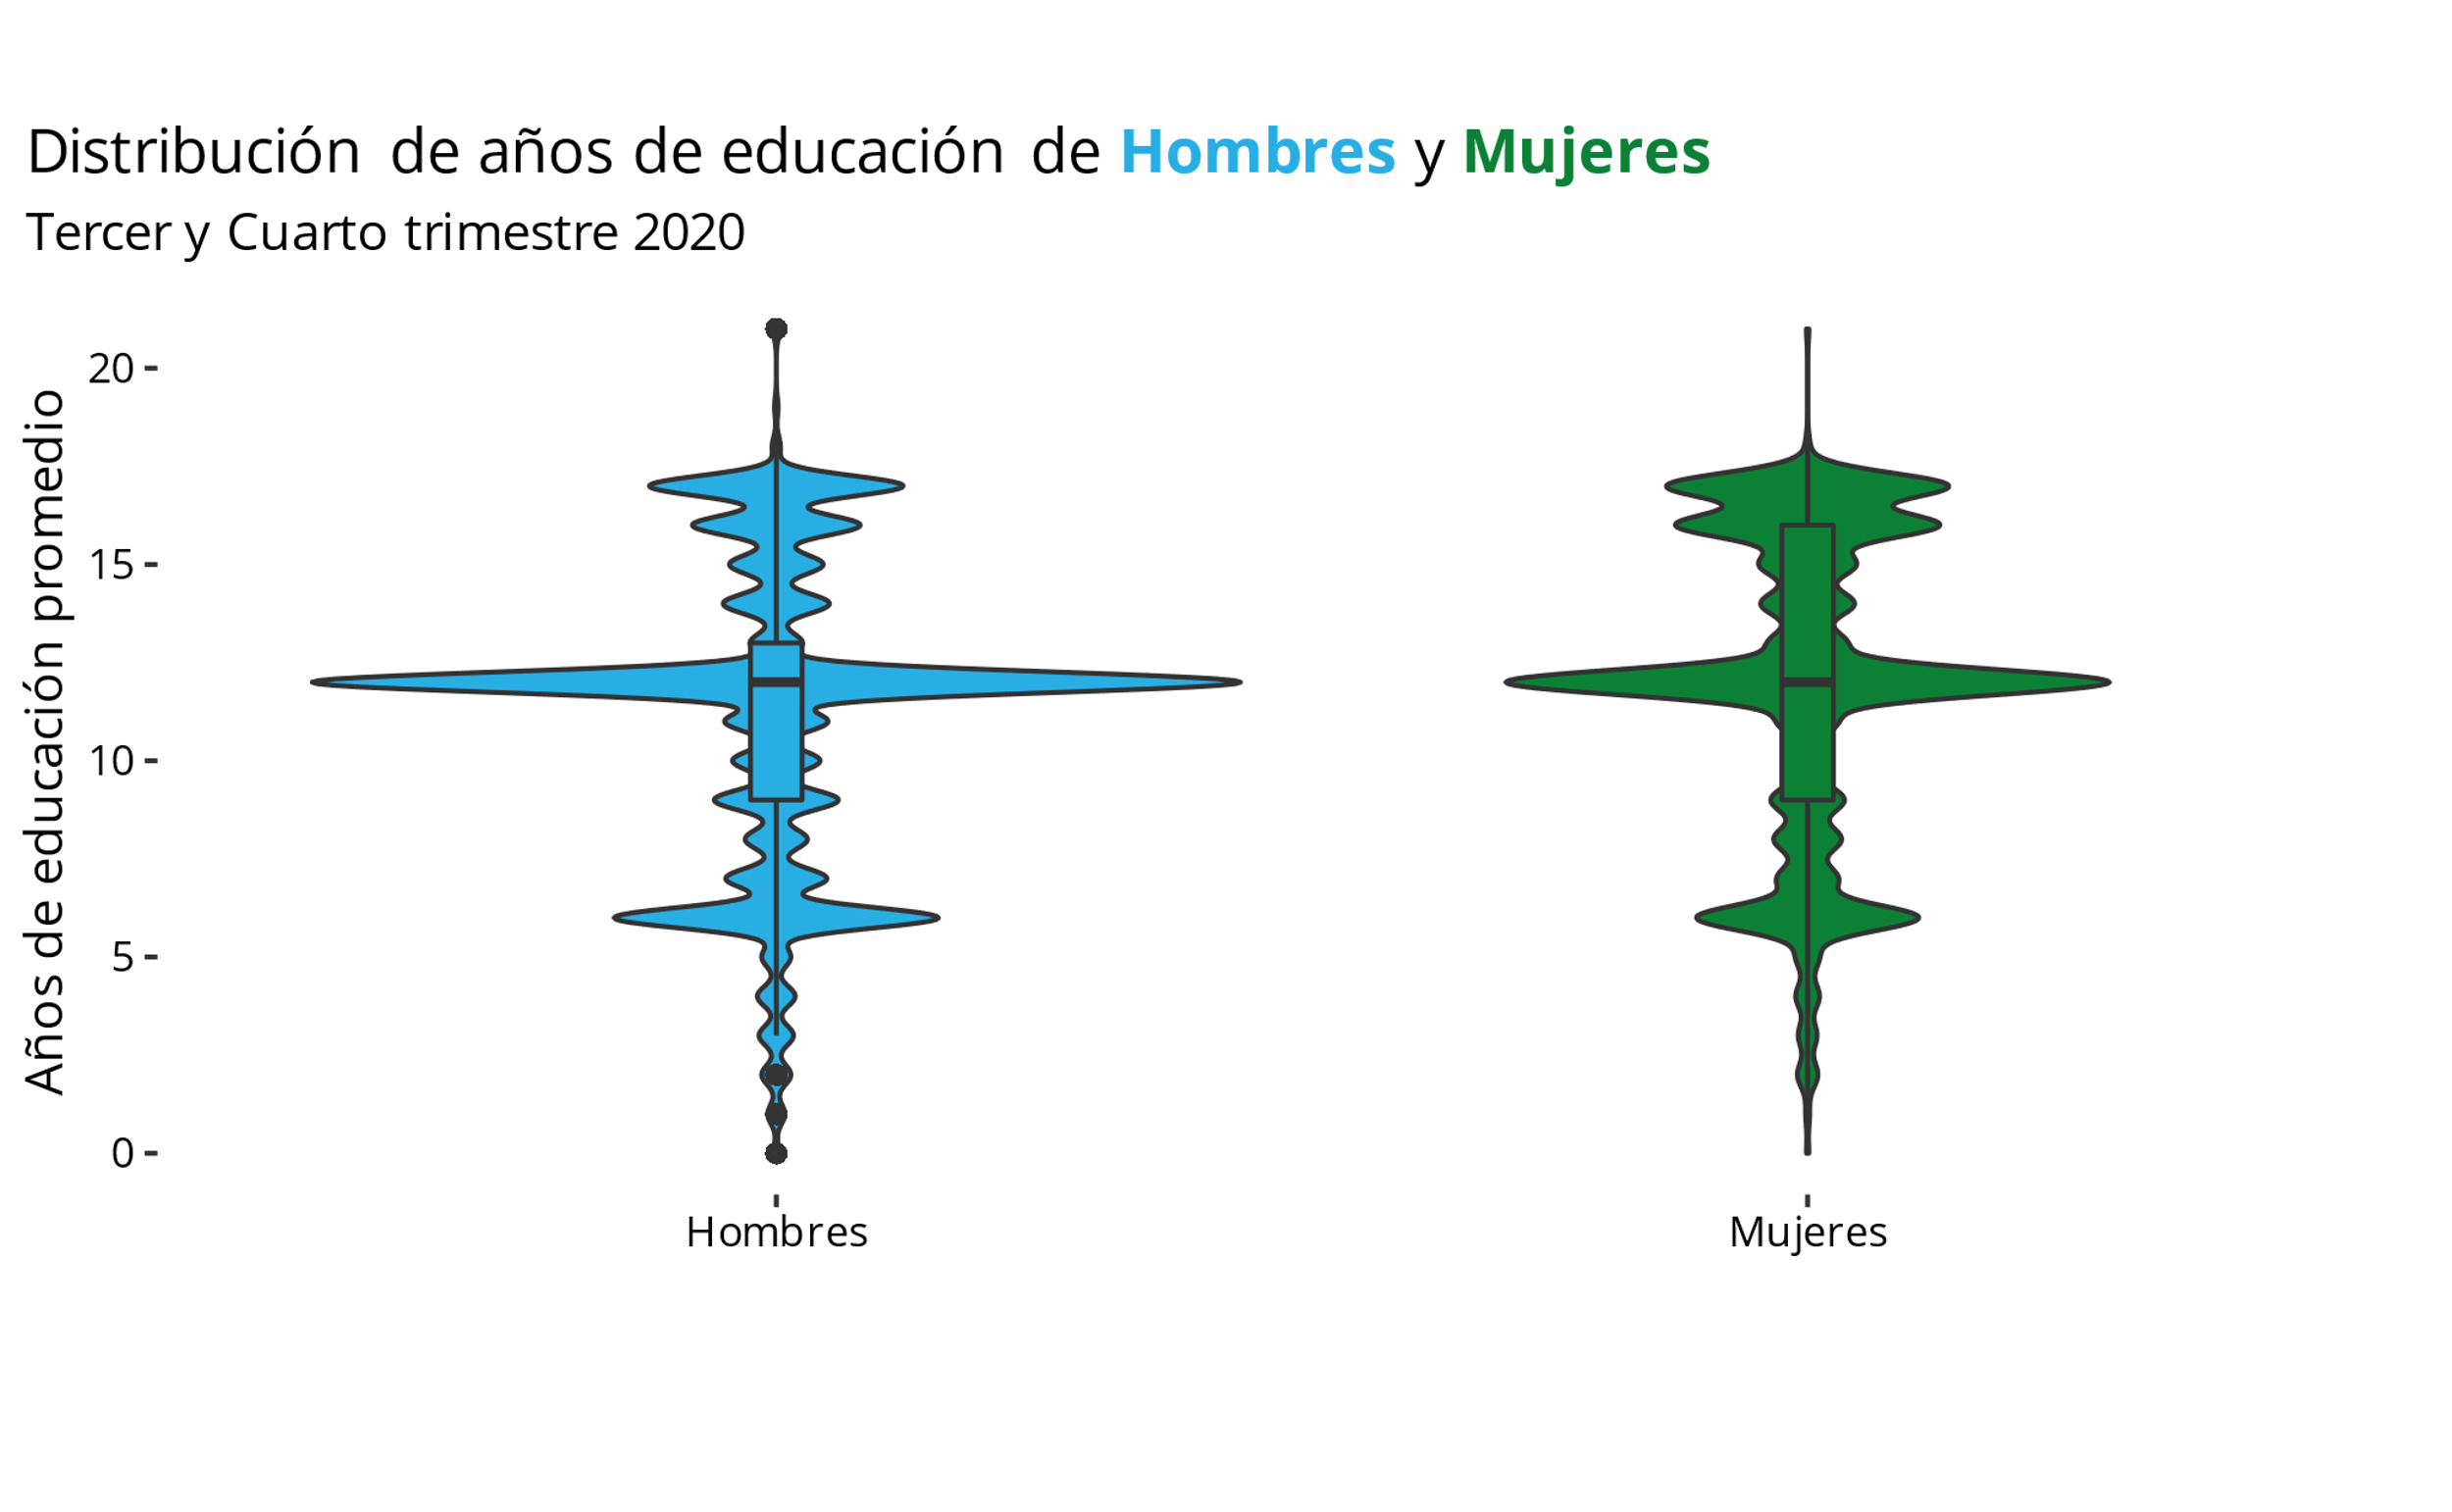 Distribución de años de educación de Hombres y Mujeres
Tercer y Cuarto trimestre 2020
Años de educación promedio
20
15
10
5
0
Hombres
Mujeres